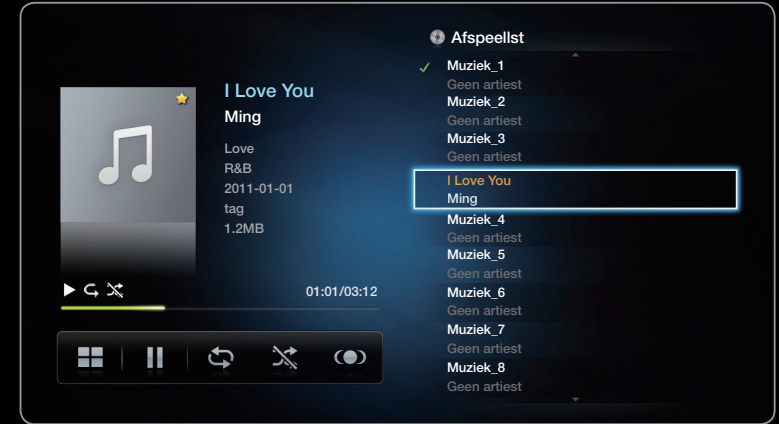 I Love You
Ming
Love
R&B
2011-01-01
tag
1.2MB
01:01/03:12
Afspeellst
Muziek_1
Geen artiest
Muziek_2
Geen artiest
Muziek_3
Geen artiest
I Love You
Ming
Muziek_4
Geen artiest
Muziek_5
Geen artiest
Muziek_6
Geen artiest
Muziek_7
Geen artiest
Muziek_8
Geen artiest